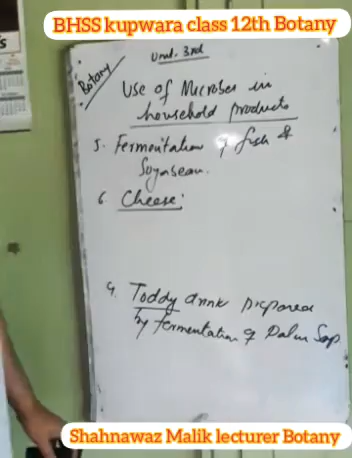 BHSS kupwara class 12th Botany
Unit. 3rd
Botany
Use of Microbes in
household products
5. Fermentation of fish &
Soyabean.
6. Cheese:
4. Toddy drink prepared
by fermentation of Palm Sap
Shahnawaz Malik lecturer Botany